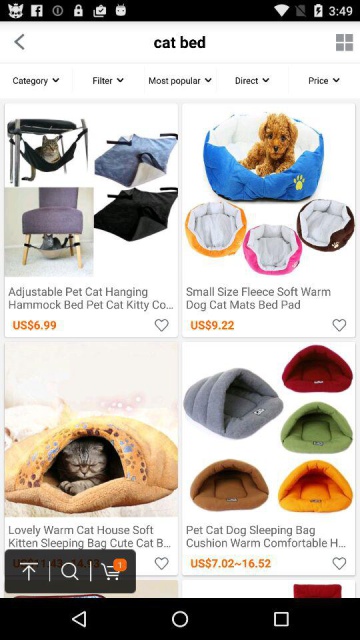 3:49
cat bed
Category
Filter
Most popular
Direct
Price
Adjustable Pet Cat Hanging
Hammock Bed Pet Cat Kitty Co...
US$6.99
Small Size Fleece Soft Warm
Dog Cat Mats Bed Pad
US$9.22
Lovely Warm Cat House Soft
Kitten Sleeping Bag Cute Cat B...
1
Pet Cat Dog Sleeping Bag
Cushion Warm Comfortable H...
US$7.02~16.52